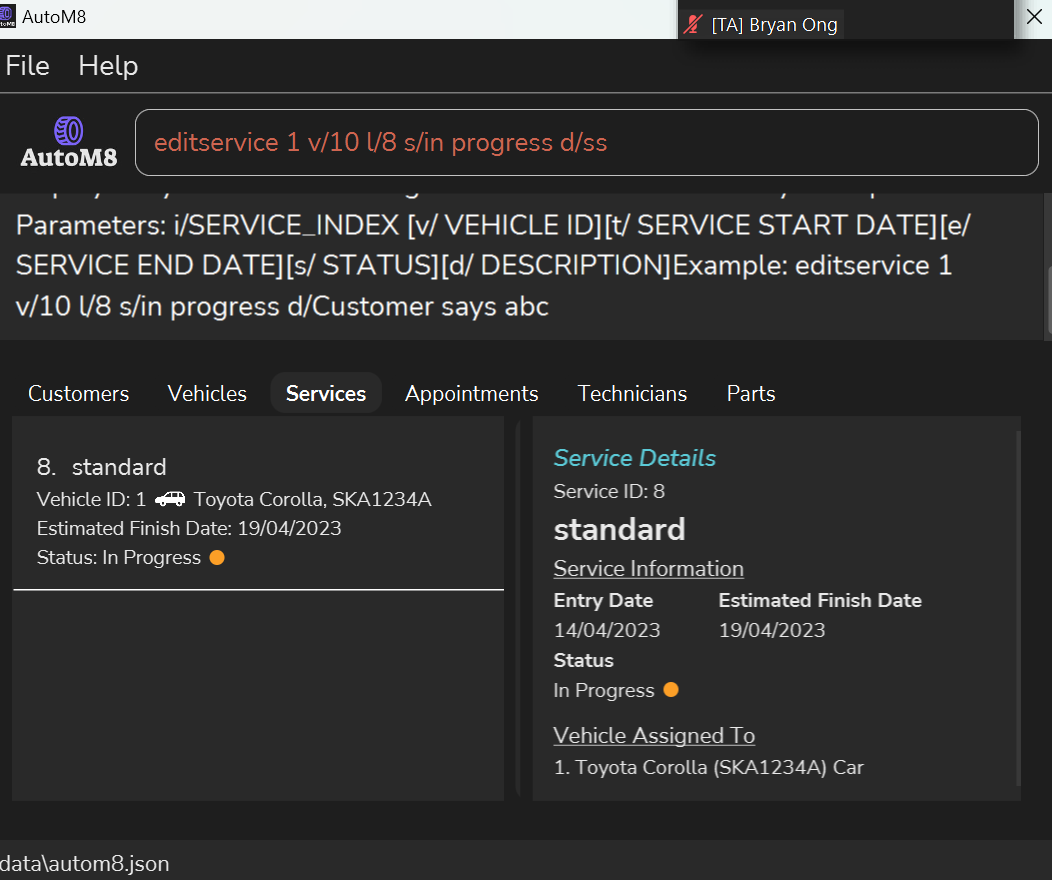 AutoM8
[TA] Bryan Ong
File Help
AutoM8
editservice 1 v/10 l/8 s/in progress d/ss
Parameters: i/SERVICE_INDEX [v/ VEHICLE ID][t/ SERVICE START DATE][e/
SERVICE END DATE][s/ STATUS][d/ DESCRIPTION]Example: editservice 1
v/10 l/8 s/in progress d/Customer says abc
Customers Vehicles Services Appointments Technicians Parts
8. standard
Vehicle ID: 1 Toyota Corolla, SKA1234A
Estimated Finish Date: 19/04/2023
Status: In Progress
Service Details
Service ID: 8
standard
Service Information
Entry Date Estimated Finish Date
14/04/2023 19/04/2023
Status
In Progress
Vehicle Assigned To
1. Toyota Corolla (SKA1234A) Car
data\autom8.json